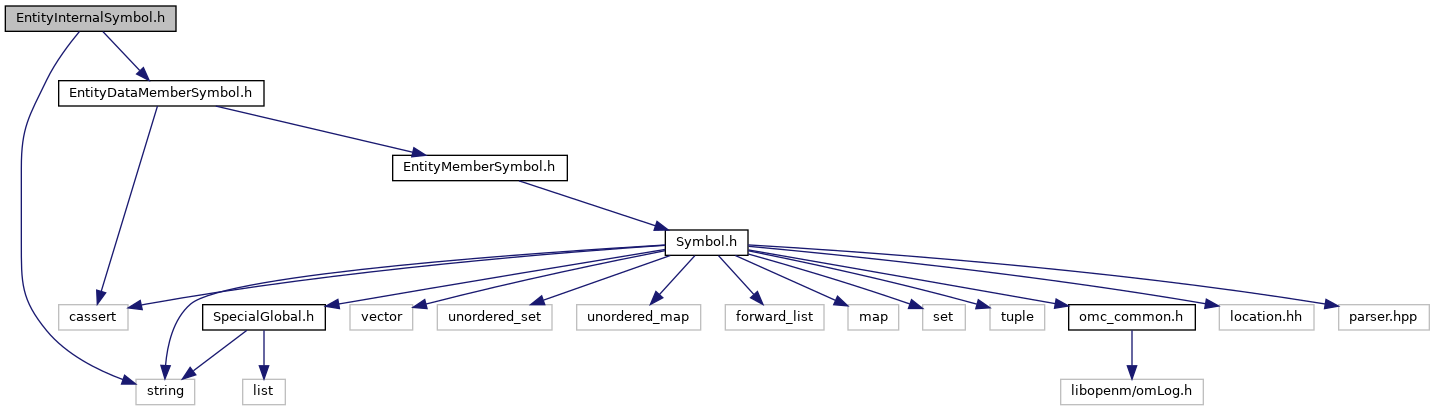 EntityInternalSymbol.h
EntityDataMemberSymbol.h
EntityMemberSymbol.h
Symbol.h
cassert
SpecialGlobal.h
vector
unordered_set
unordered_map
forward_list
map
set
tuple
omc_common.h
location.hh
parser.hpp
string
list
libopenm/omLog.h